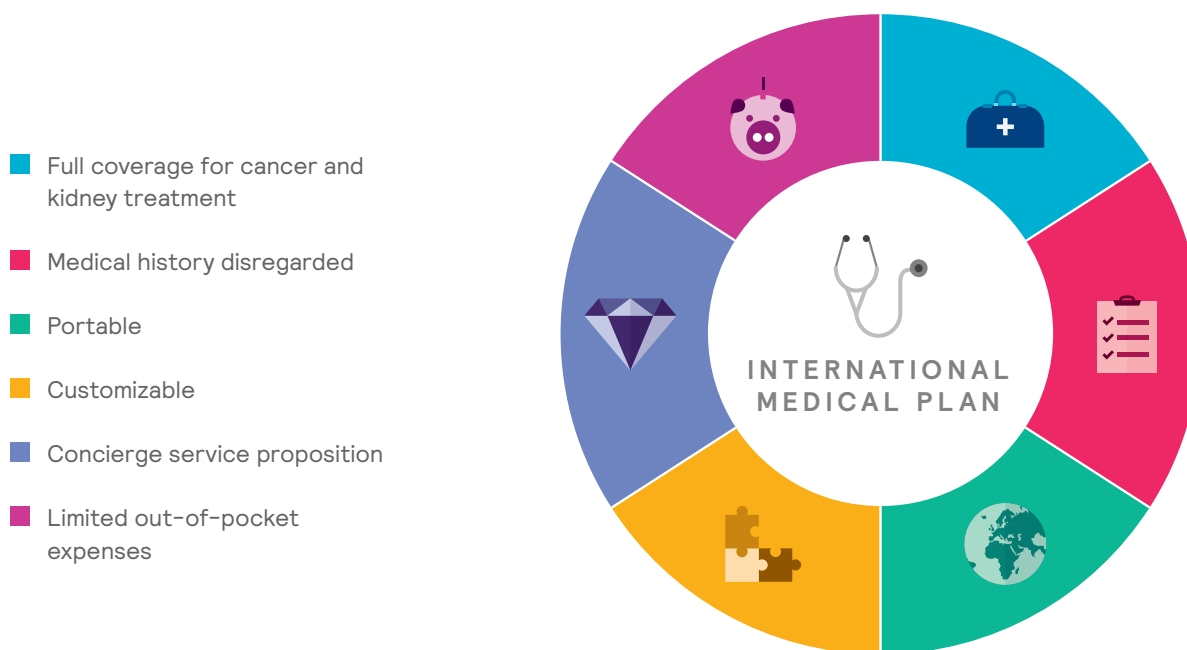 Full coverage for cancer and
kidney treatment
Medical history disregarded
Portable
Customizable
Concierge service proposition
Limited out-of-pocket
expenses
INTERNATIONAL
MEDICAL PLAN